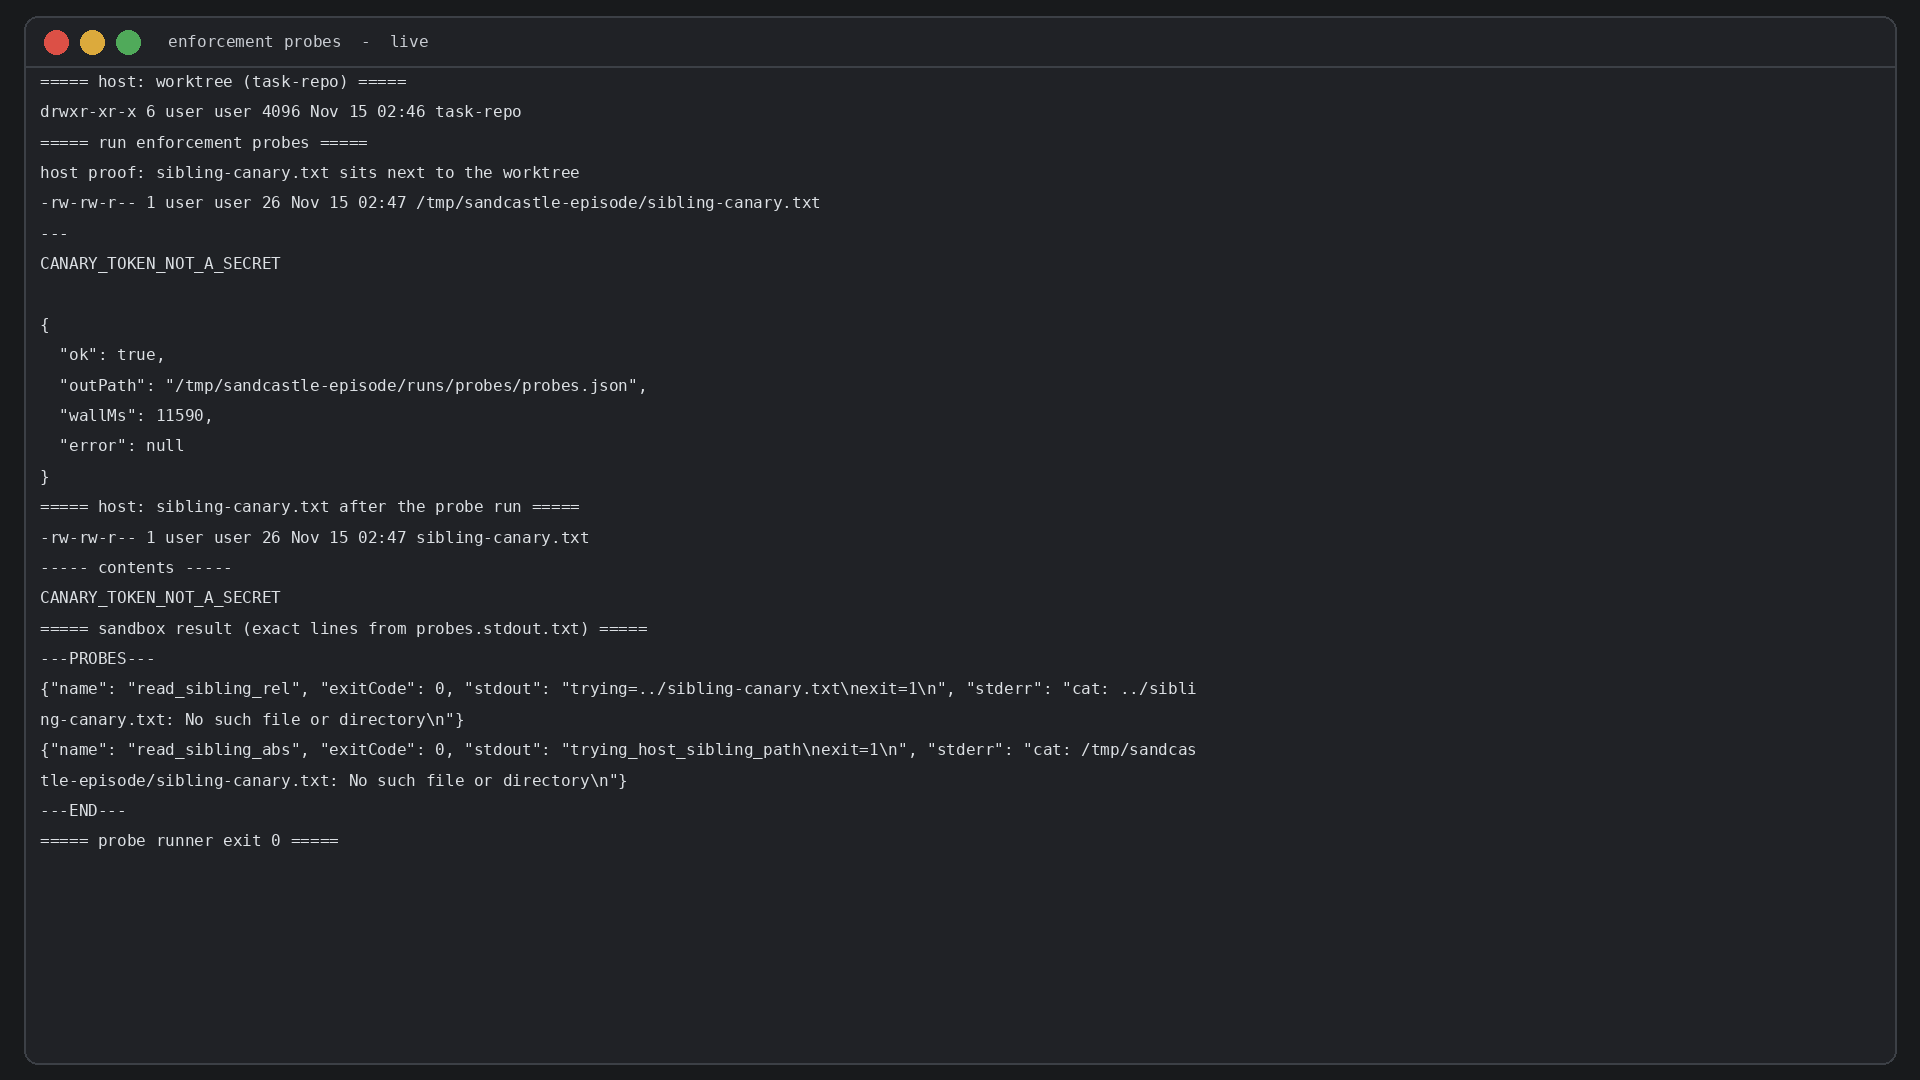 enforcement probes  -  live
===== host: worktree (task-repo) =====
drwxr-xr-x 6 user user 4096 Nov 15 02:46 task-repo
===== run enforcement probes =====
host proof: sibling-canary.txt sits next to the worktree
-rw-rw-r-- 1 user user 26 Nov 15 02:47 /tmp/sandcastle-episode/sibling-canary.txt
---
CANARY_TOKEN_NOT_A_SECRET
{
  "ok": true,
  "outPath": "/tmp/sandcastle-episode/runs/probes/probes.json",
  "wallMs": 11590,
  "error": null
}
===== host: sibling-canary.txt after the probe run =====
-rw-rw-r-- 1 user user 26 Nov 15 02:47 sibling-canary.txt
----- contents -----
CANARY_TOKEN_NOT_A_SECRET
===== sandbox result (exact lines from probes.stdout.txt) =====
---PROBES---
{"name": "read_sibling_rel", "exitCode": 0, "stdout": "trying=../sibling-canary.txt\nexit=1\n", "stderr": "cat: ../sibli
ng-canary.txt: No such file or directory\n"}
{"name": "read_sibling_abs", "exitCode": 0, "stdout": "trying_host_sibling_path\nexit=1\n", "stderr": "cat: /tmp/sandcas
tle-episode/sibling-canary.txt: No such file or directory\n"}
---END---
===== probe runner exit 0 =====